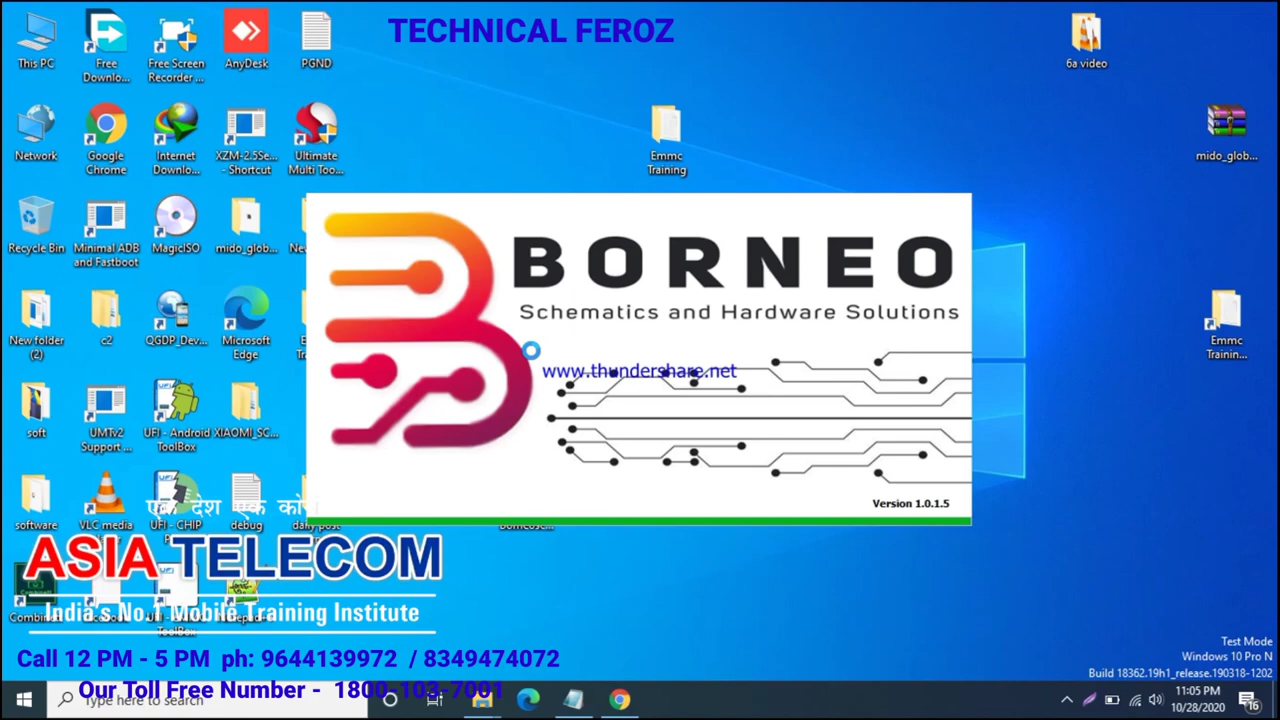 TECHNICAL FEROZ
This PC
Free Downlo...
Free Screen Recorder ...
AnyDesk
PGND
6a video
Network
Google Chrome
Internet Downlo...
XZM-2.5Se... - Shortcut
Ultimate Multi Too...
Emmc Training
mido_glob...
Recycle Bin
Minimal ADB and Fastboot
MagicISO
mido_glob...
BORNEO
Schematics and Hardware Solutions
www.thundershare.net
Version 1.0.1.5
New folder (2)
c2
QGDP_Dev...
Microsoft Edge
Emmc Trainin...
soft
UMTv2 Support ...
UFI - Android ToolBox
XIAOMI_SC...
software
VLC media
UFI - CHIP
debug
एक देश एक
ASIA TELECOM
India's No.1 Mobile Training Institute
Call 12 PM - 5 PM ph: 9644139972 / 8349474072
Our Toll Free Number - 1800-103-7001
Type here to search
Test Mode
Windows 10 Pro N
Build 18362.19h1_release.190318-1202
11:05 PM
10/28/2020
16